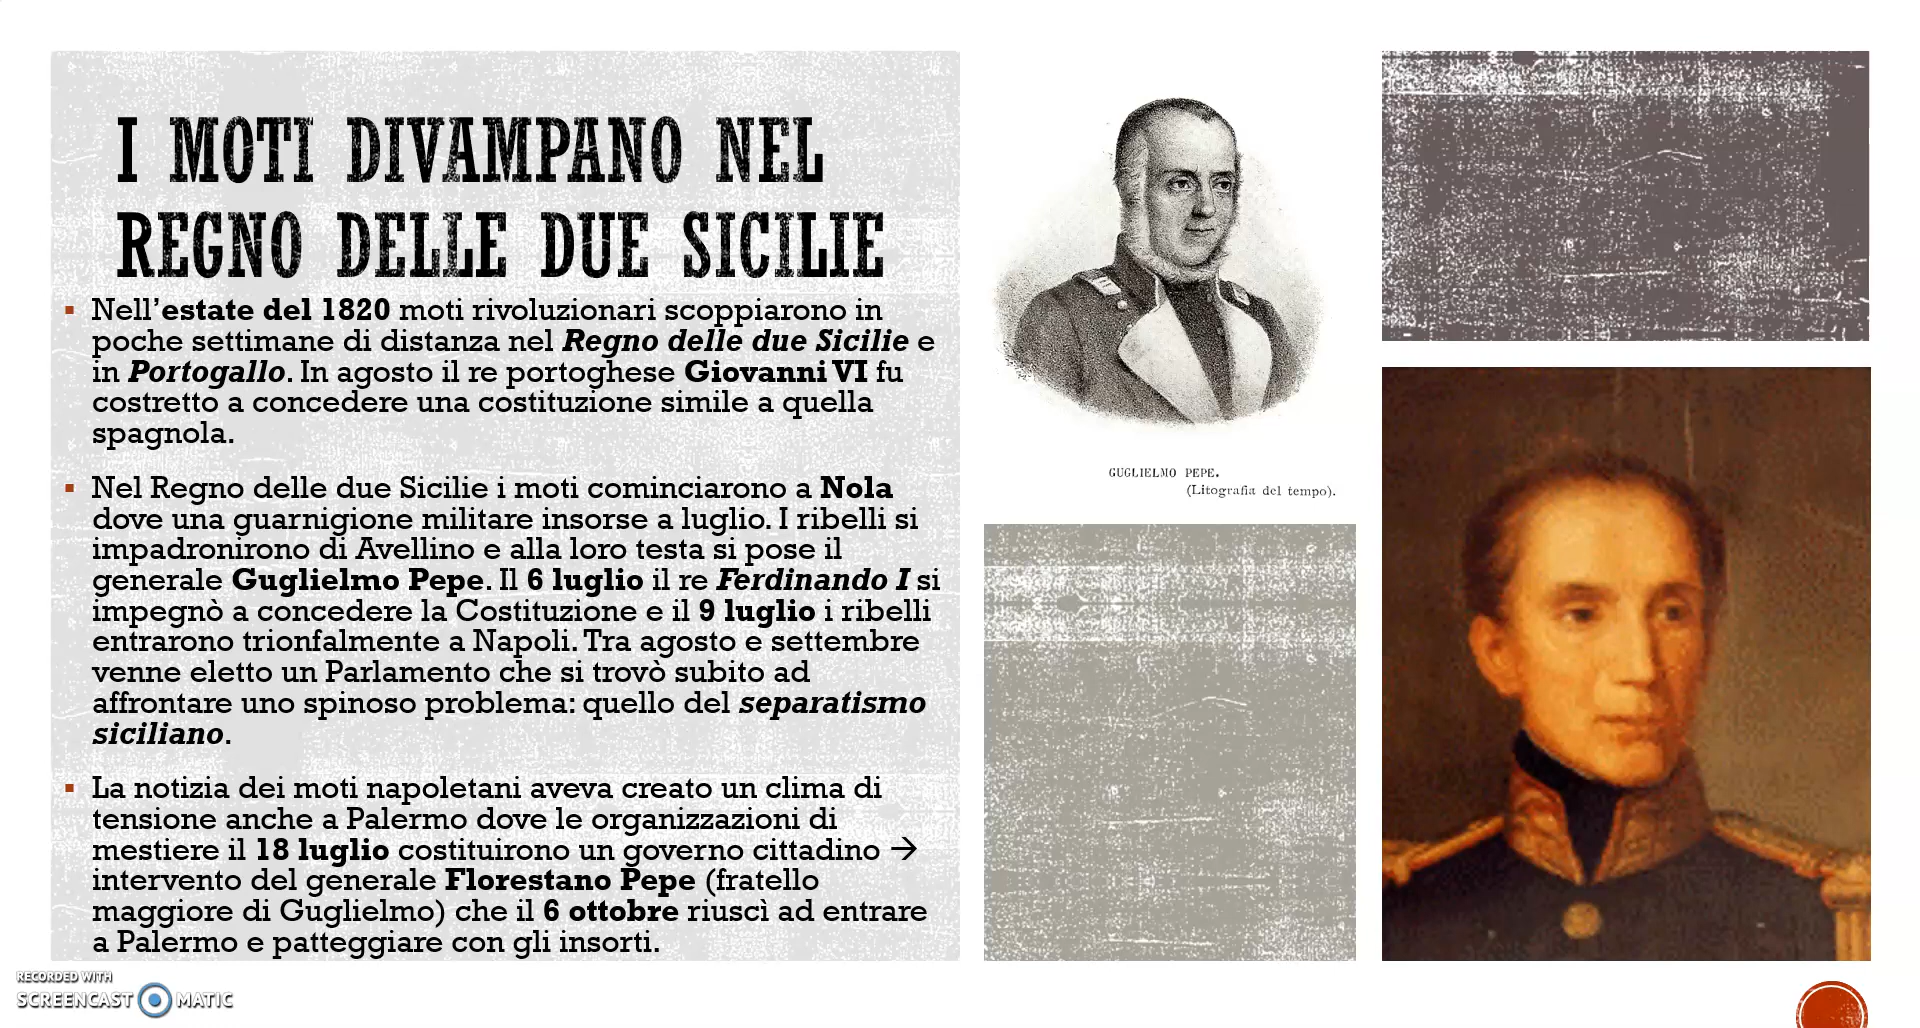 I MOTI DIVAMPANO NEL
REGNO DELLE DUE SICILIE
▪ Nell’estate del 1820 moti rivoluzionari scoppiarono in
poche settimane di distanza nel Regno delle due Sicilie e
in Portogallo. In agosto il re portoghese Giovanni VI fu
costretto a concedere una costituzione simile a quella
spagnola.
▪ Nel Regno delle due Sicilie i moti cominciarono a Nola
dove una guarnigione militare insorse a luglio. I ribelli si
impadronirono di Avellino e alla loro testa si pose il
generale Guglielmo Pepe. Il 6 luglio il re Ferdinando I si
impegnò a concedere la Costituzione e il 9 luglio i ribelli
entrarono trionfalmente a Napoli. Tra agosto e settembre
venne eletto un Parlamento che si trovò subito ad
affrontare uno spinoso problema: quello del separatismo
siciliano.
▪ La notizia dei moti napoletani aveva creato un clima di
tensione anche a Palermo dove le organizzazioni di
mestiere il 18 luglio costituirono un governo cittadino →
intervento del generale Florestano Pepe (fratello
maggiore di Guglielmo) che il 6 ottobre riuscì ad entrare
a Palermo e patteggiare con gli insorti.
GUGLIELMO PEPE.
(Litografia del tempo).
RECORDED WITH
SCREENCAST MATIC